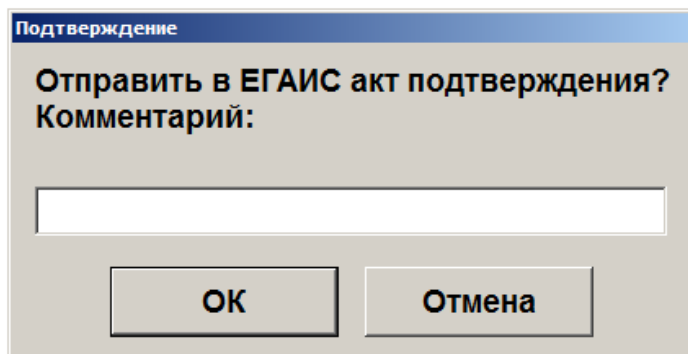 Подтверждение
Отправить в ЕГАИС акт подтверждения?
Комментарий:
ОК
Отмена